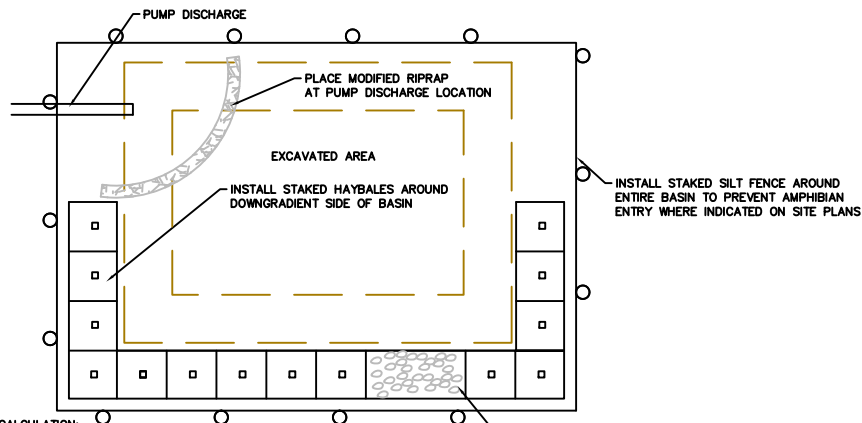 PUMP DISCHARGE
PLACE MODIFIED RIPRAP
AT PUMP DISCHARGE LOCATION
EXCAVATED AREA
INSTALL STAKED HAYBALES AROUND
DOWNGRADIENT SIDE OF BASIN
INSTALL STAKED SILT FENCE AROUND
ENTIRE BASIN TO PREVENT AMPHIBIAN
ENTRY WHERE INDICATED ON SITE PLANS
CALCULATION: